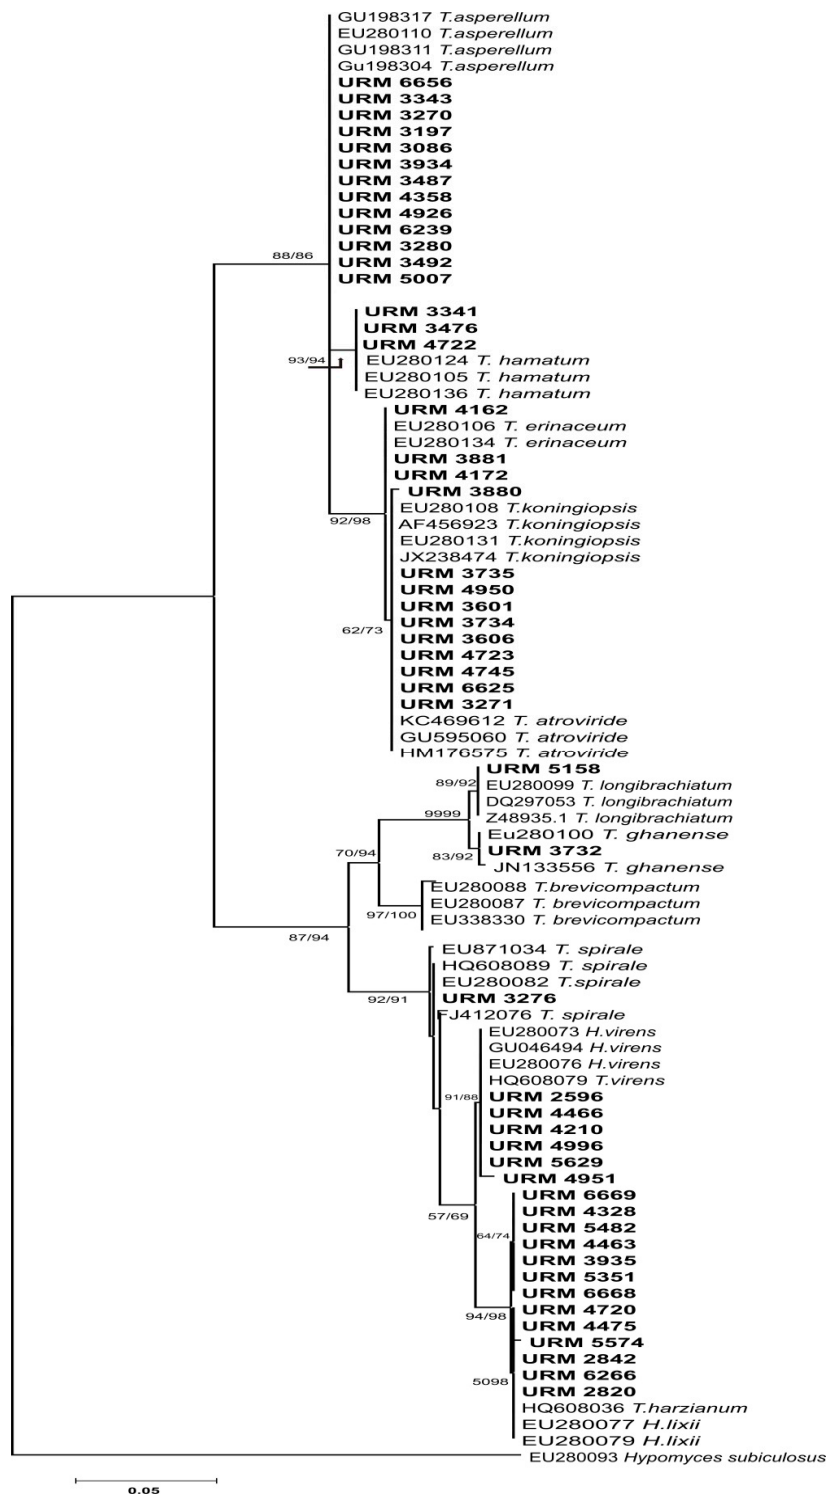 GU198317 T.asperellum
EU280110 T.asperellum
GU198311 T.asperellum
Gu198304 T.asperellum
URM 6656
URM 3343
URM 3270
URM 3197
URM 3086
URM 3934
URM 3487
URM 4358
URM 4926
URM 6239
88/86
URM 3280
URM 3492
URM 5007
URM 3341
URM 3476
URM 4722
93/94
EU280124 T. hamatum
EU280105 T. hamatum
EU280136 T. hamatum
URM 4162
EU280106 T. erinaceum
EU280134 T. erinaceum
URM 3881
URM 4172
URM 3880
EU280108 T.koningiopsis
92/98
AF456923 T.koningiopsis
EU280131 T.koningiopsis
JX238474 T.koningiopsis
URM 3735
URM 4950
URM 3601
URM 3734
62/73
URM 3606
URM 4723
URM 4745
URM 6625
URM 3271
KC469612 T. atroviride
GU595060 T. atroviride
HM176575 T. atroviride
URM 5158
89/92
EU280099 T. longibrachiatum
DQ297053 T. longibrachiatum
9999
Z48935.1 T. longibrachiatum
Eu280100 T. ghanense
70/94
83/92
URM 3732
JN133556 T. ghanense
EU280088 T.brevicompactum
EU280087 T. brevicompactum
97/100
EU338330 T. brevicompactum
87/94
EU871034 T. spirale
HQ608089 T. spirale
EU280082 T.spirale
92/91
URM 3276
FJ412076 T. spirale
EU280073 H.virens
GU046494 H.virens
EU280076 H.virens
HQ608079 T.virens
91/88
URM 2596
URM 4466
URM 4210
URM 4996
URM 5629
URM 4951
URM 6669
57/69
URM 4328
URM 5482
64/74
URM 4463
URM 3935
URM 5351
URM 6668
URM 4720
94/98
URM 4475
URM 5574
URM 2842
URM 6266
5098
URM 2820
HQ608036 T.harzianum
EU280077 H.lixii
EU280079 H.lixii
EU280093 Hypomyces subiculosus
0.05